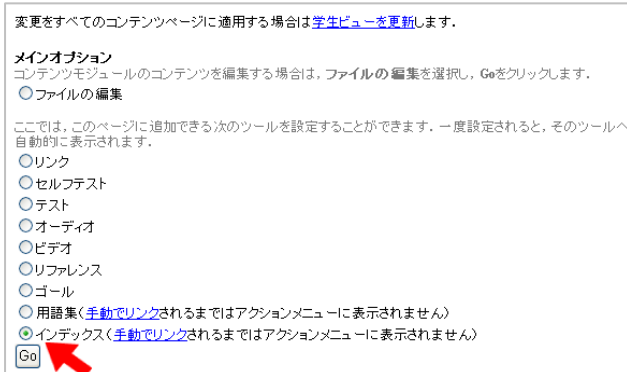 変更をすべてのコンテンツページに適用する場合は学生ビューを更新します.
メインオプション
コンテンツモジュールのコンテンツを編集する場合は, ファイルの編集を選択し, Goをクリックします.
ファイルの編集
ここでは, このページに追加できる次のツールを設定することができます. 一度設定されると, そのツールへ
自動的に表示されます.
リンク
セルフテスト
テスト
オーディオ
ビデオ
リファレンス
ゴール
用語集(手動でリンクされるまではアクションメニューに表示されません)
インデックス(手動でリンクされるまではアクションメニューに表示されません)
Go